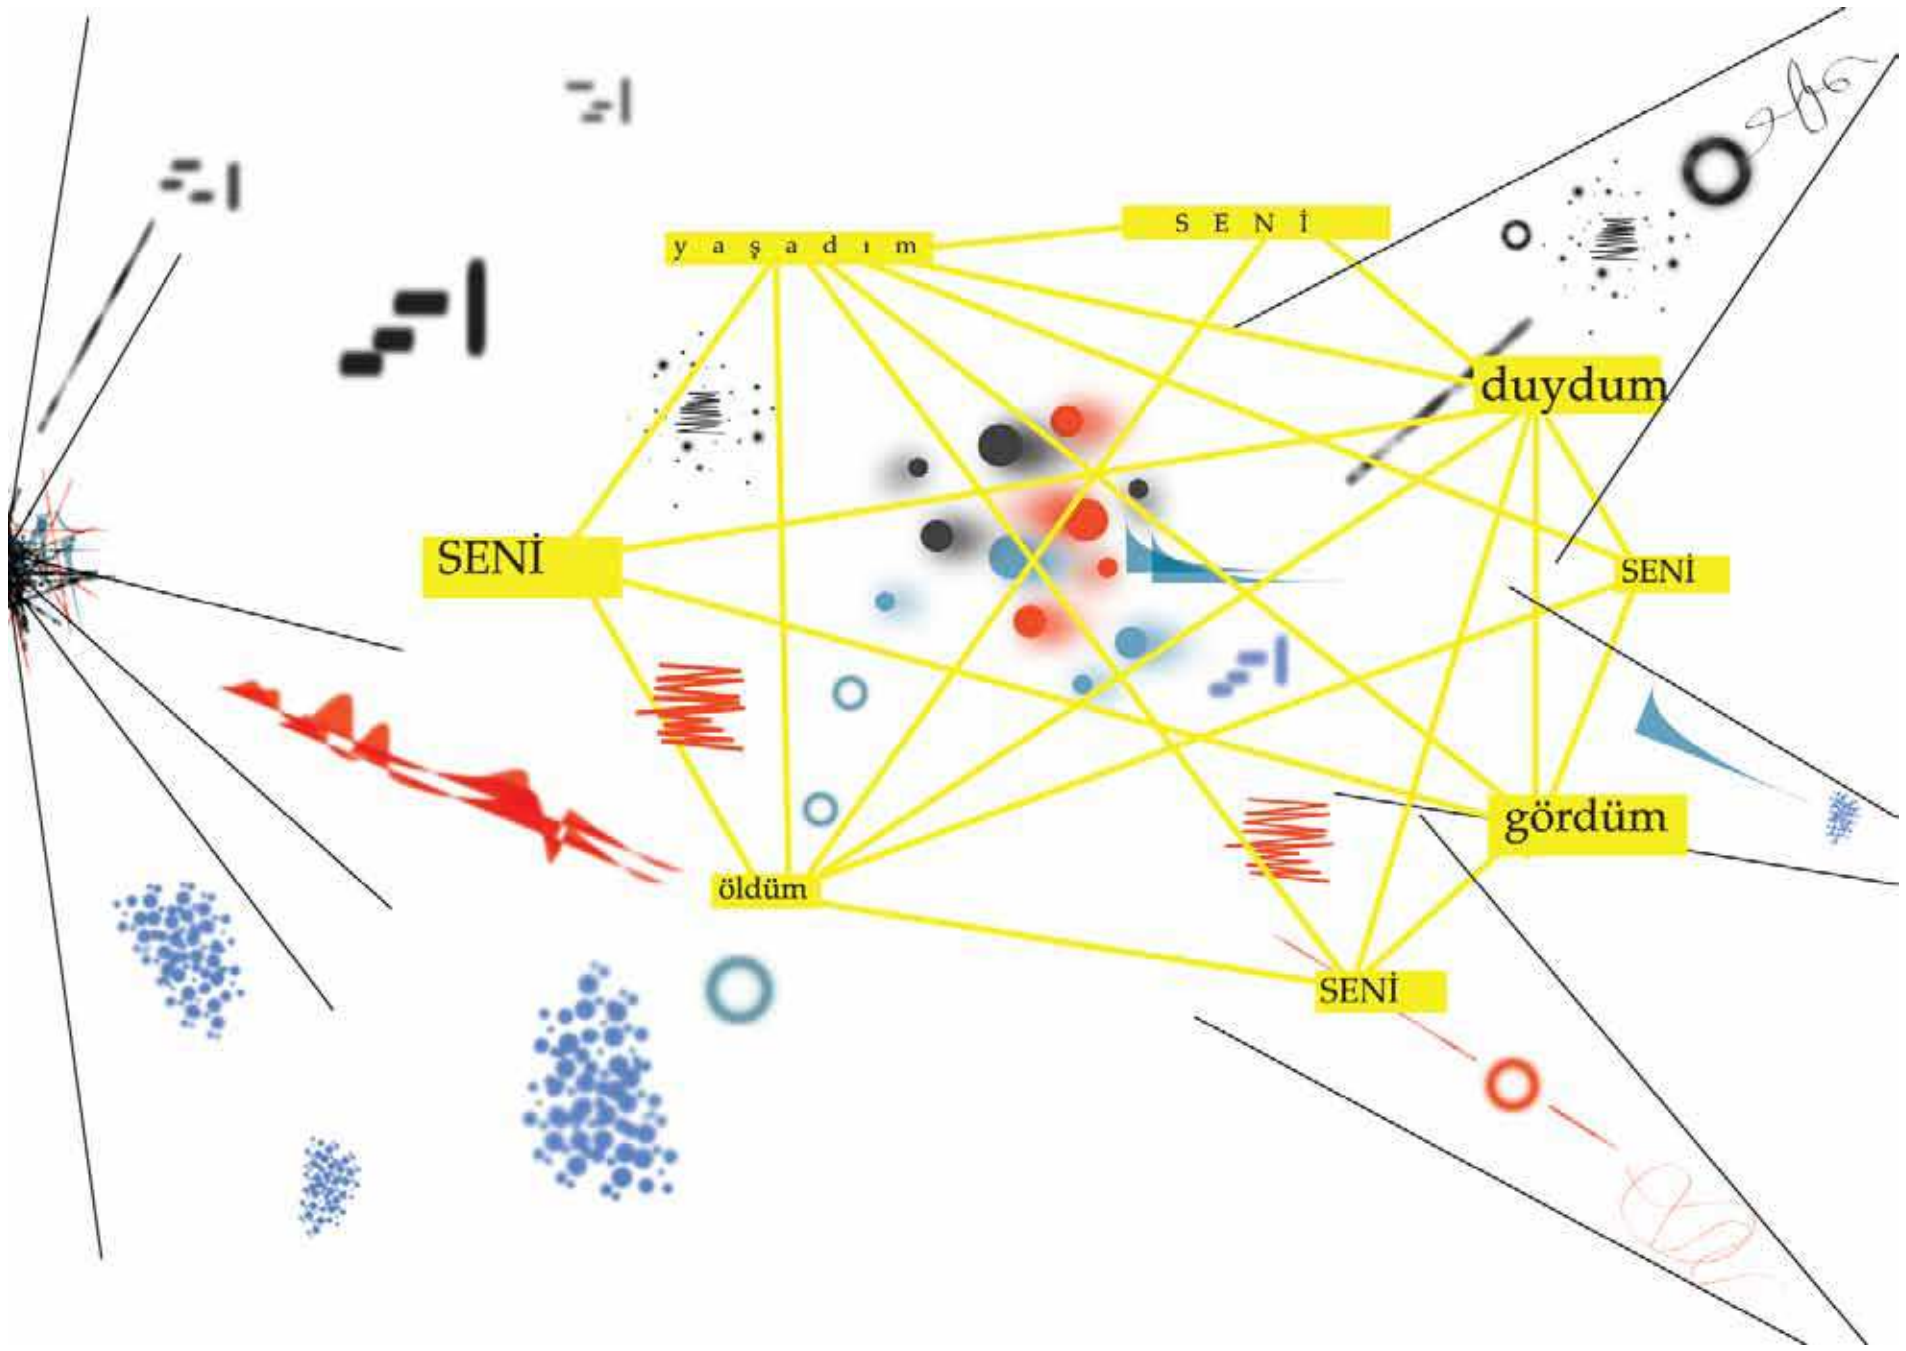 S E N İ
y a ş a d ı m
duydum
SENİ
SENİ
gördüm
öldüm
SENİ